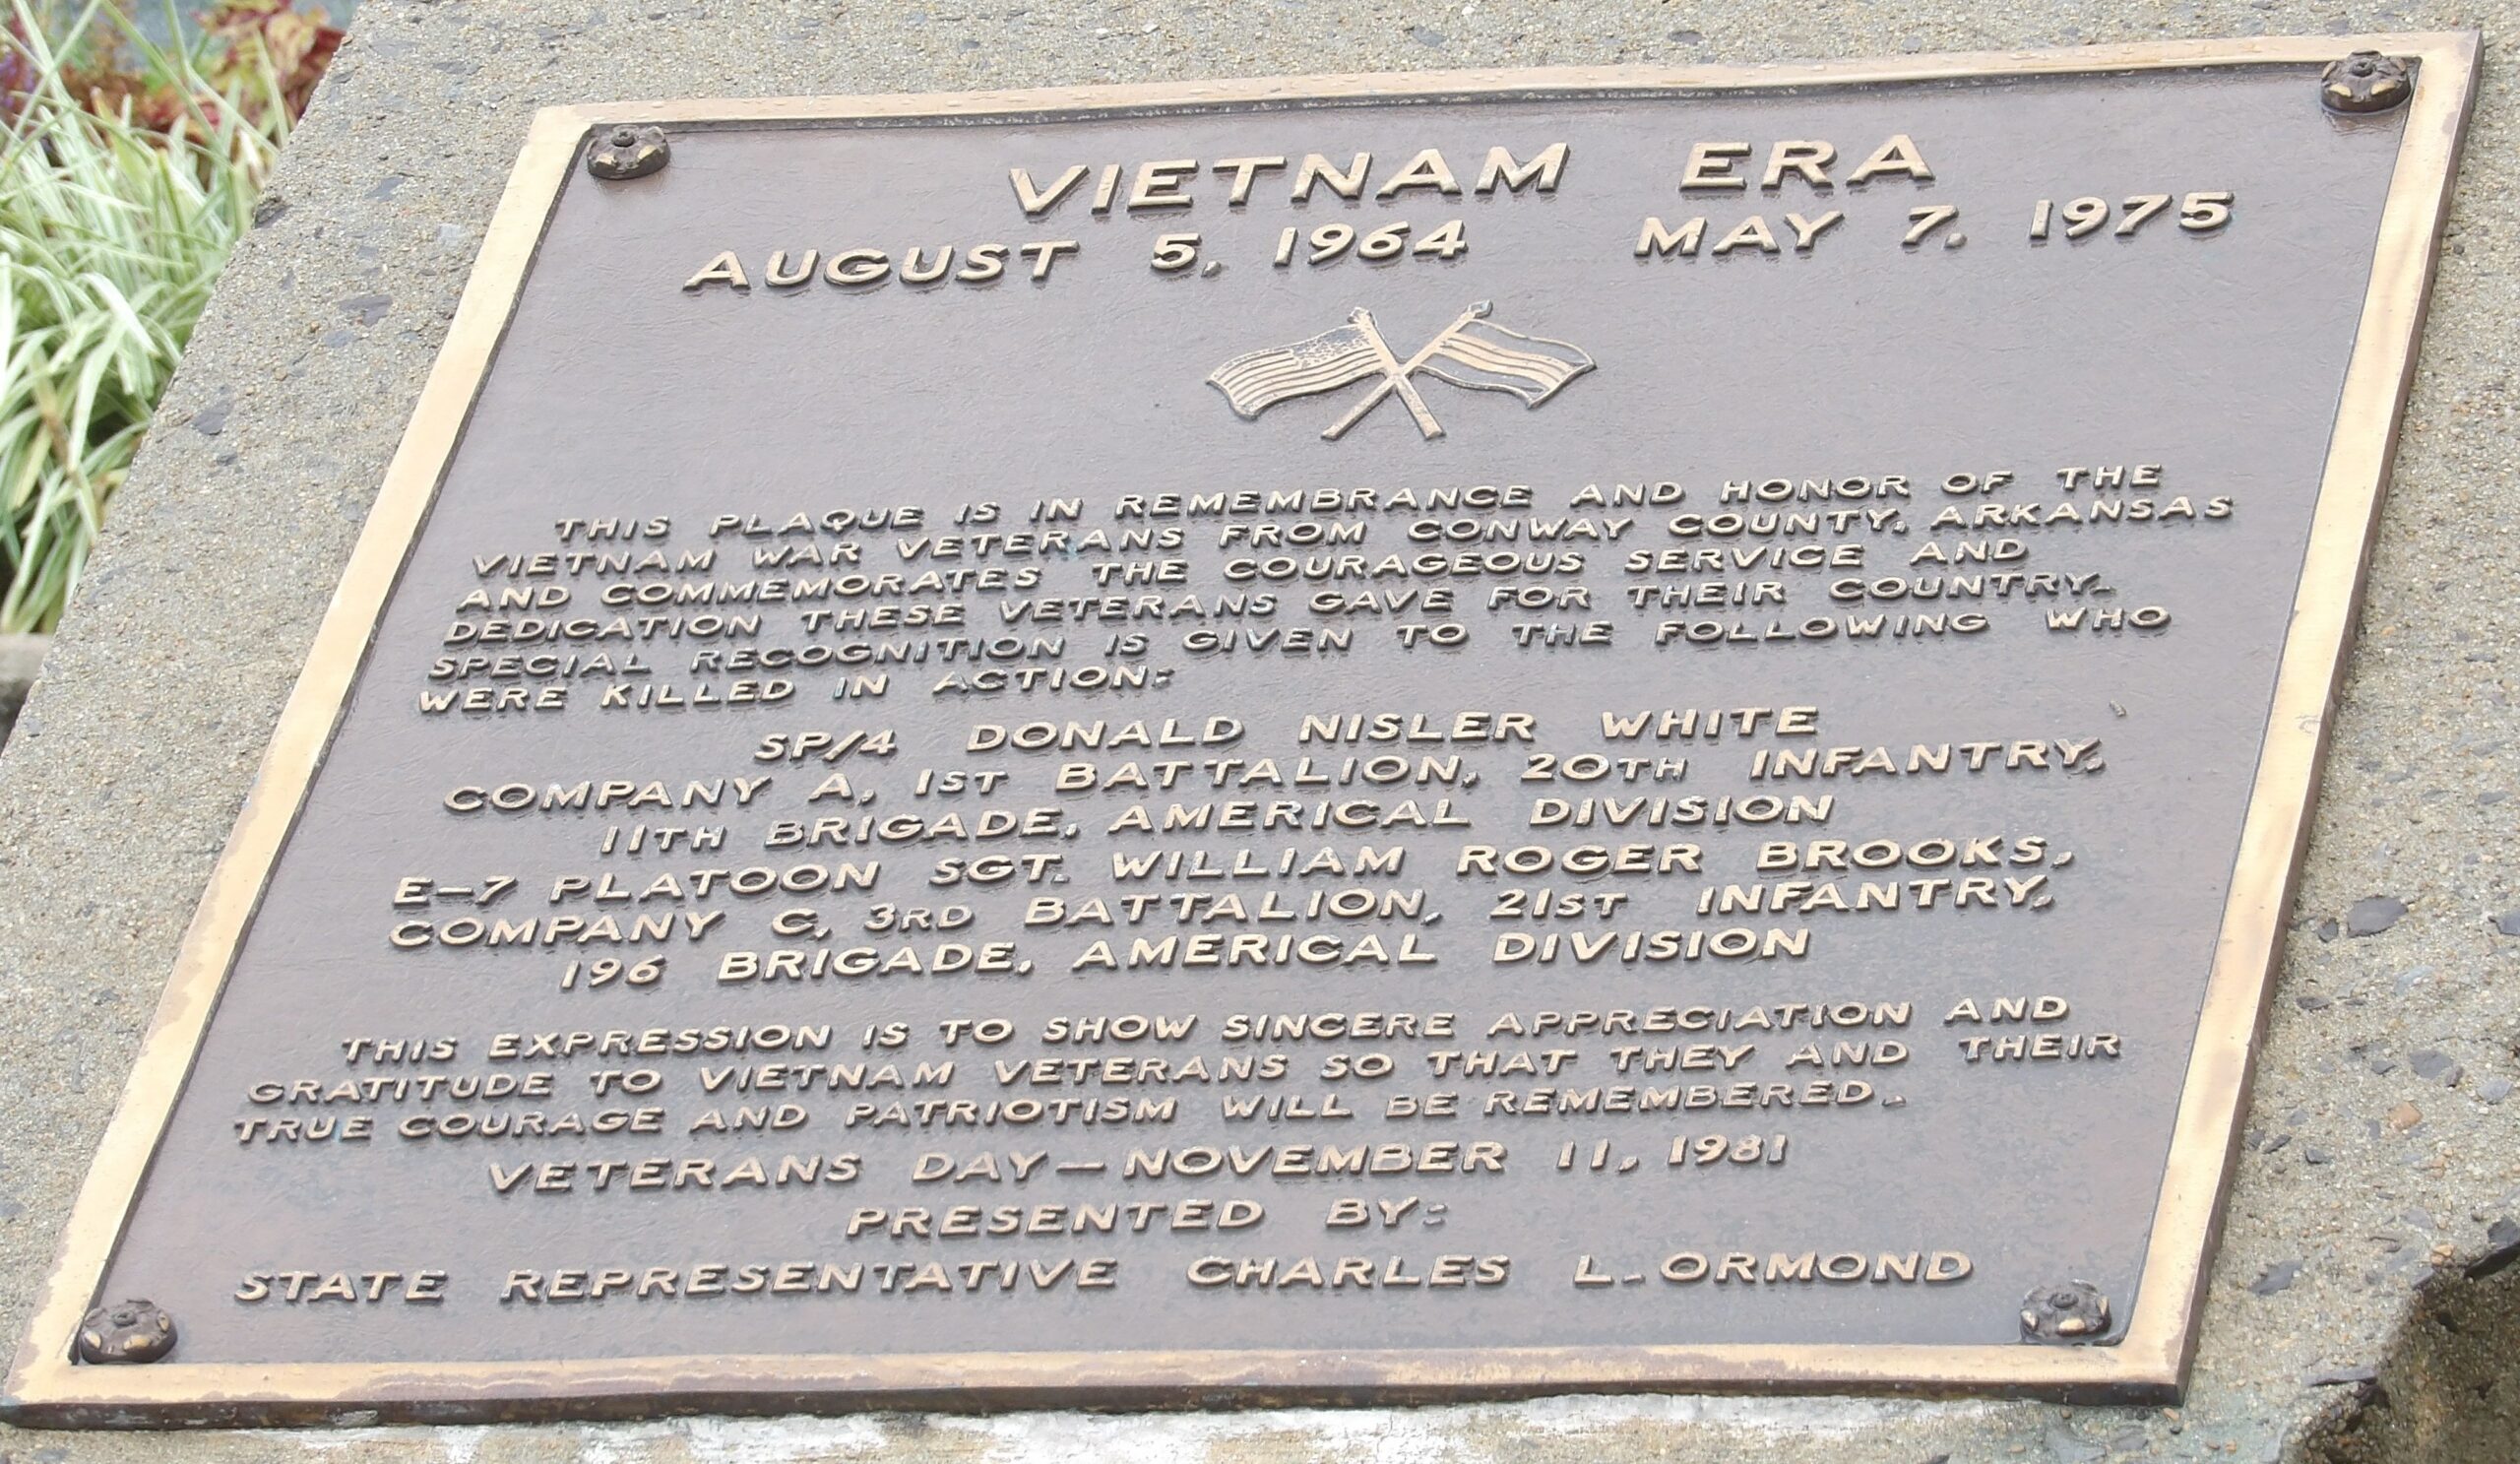 VIETNAM ERA
AUGUST 5, 1964 MAY 7, 1975
THIS PLAQUE IS IN REMEMBRANCE AND HONOR OF THE
VIETNAM WAR VETERANS FROM CONWAY COUNTY, ARKANSAS
AND COMMEMORATES THE COURAGEOUS SERVICE AND
DEDICATION THESE VETERANS GAVE FOR THEIR COUNTRY.
SPECIAL RECOGNITION IS GIVEN TO THE FOLLOWING WHO
WERE KILLED IN ACTION:
SP/4 DONALD NISLER WHITE
COMPANY A, 1ST BATTALION, 20TH INFANTRY,
11TH BRIGADE, AMERICAL DIVISION
E-7 PLATOON SGT. WILLIAM ROGER BROOKS,
COMPANY C, 3RD BATTALION, 21ST INFANTRY,
196 BRIGADE, AMERICAL DIVISION
THIS EXPRESSION IS TO SHOW SINCERE APPRECIATION AND
GRATITUDE TO VIETNAM VETERANS SO THAT THEY AND THEIR
TRUE COURAGE AND PATRIOTISM WILL BE REMEMBERED.
VETERANS DAY—NOVEMBER 11, 1981
PRESENTED BY:
STATE REPRESENTATIVE CHARLES L. ORMOND